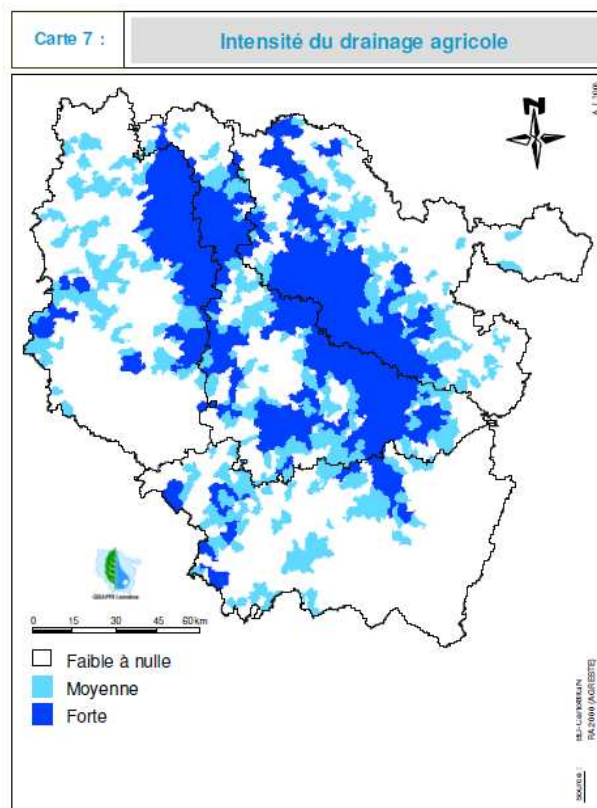 Carte 7 :
Intensité du drainage agricole
N
0 15 30 45 60 km
Faible à nulle
Moyenne
Forte
source :
RA 2000 (AGRESTE)